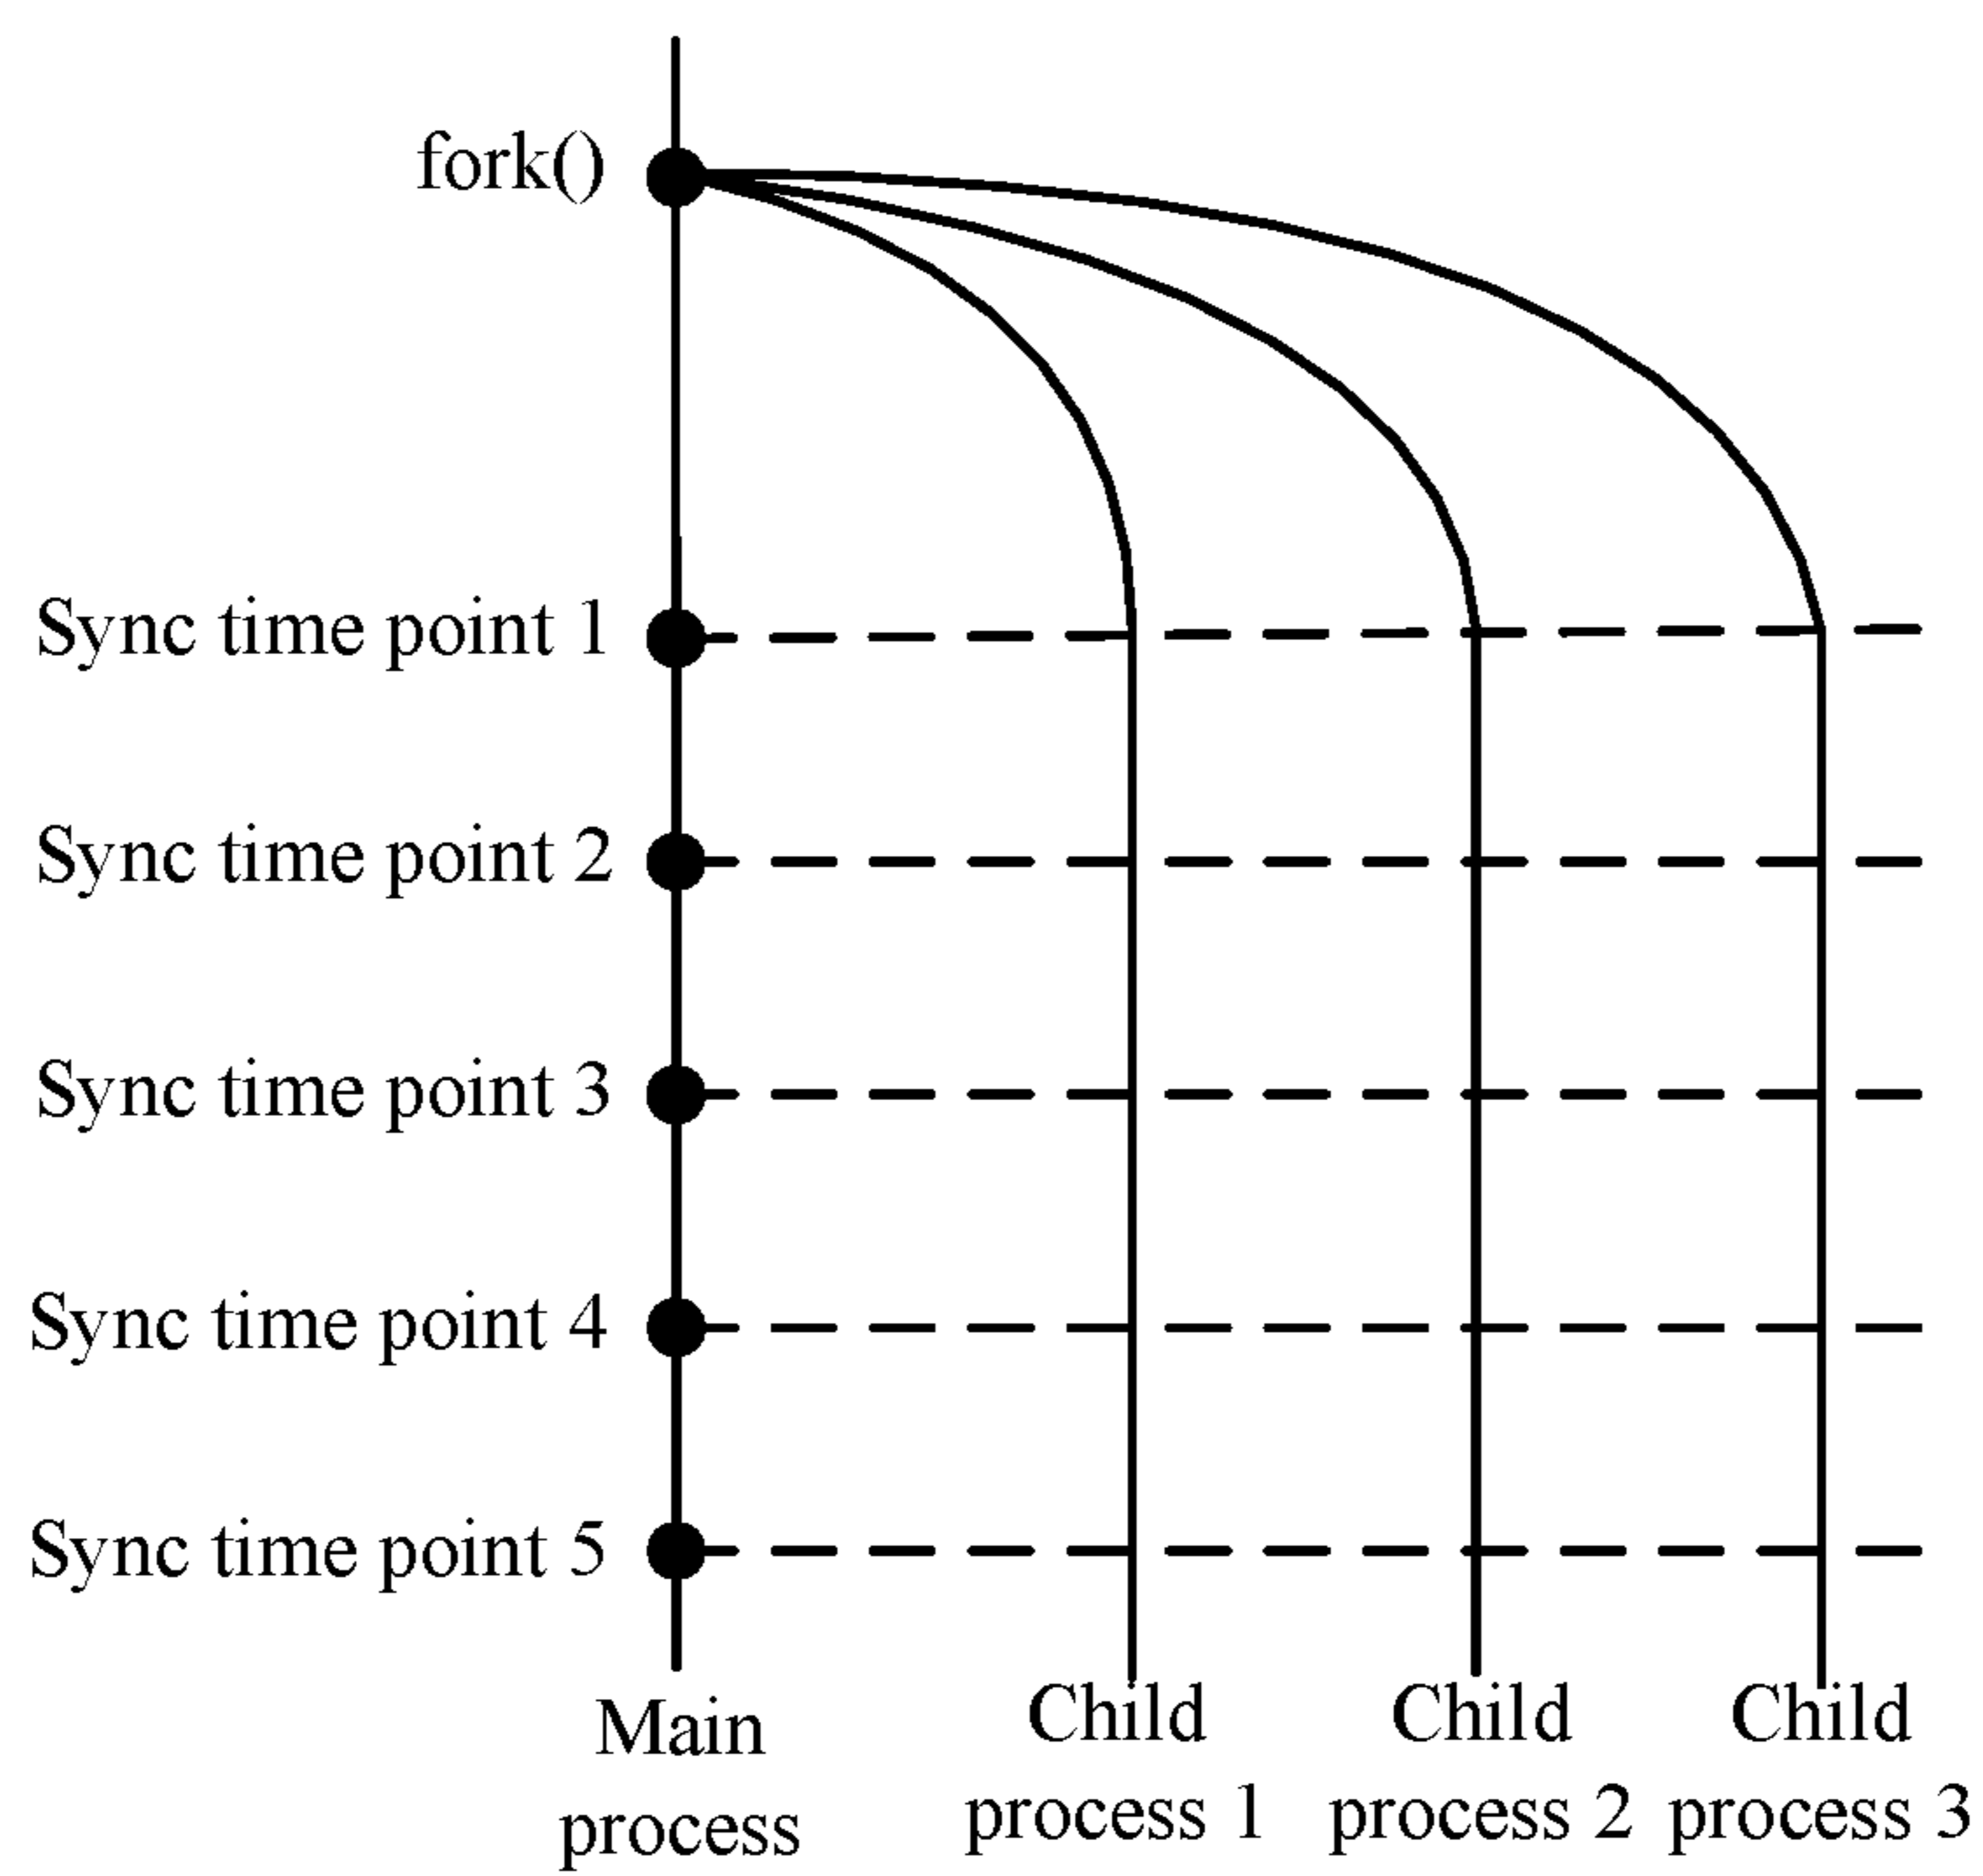 fork()
Sync time point 1
Sync time point 2
Sync time point 3
Sync time point 4
Sync time point 5
Main
process
Child
process 1
Child
process 2
Child
process 3